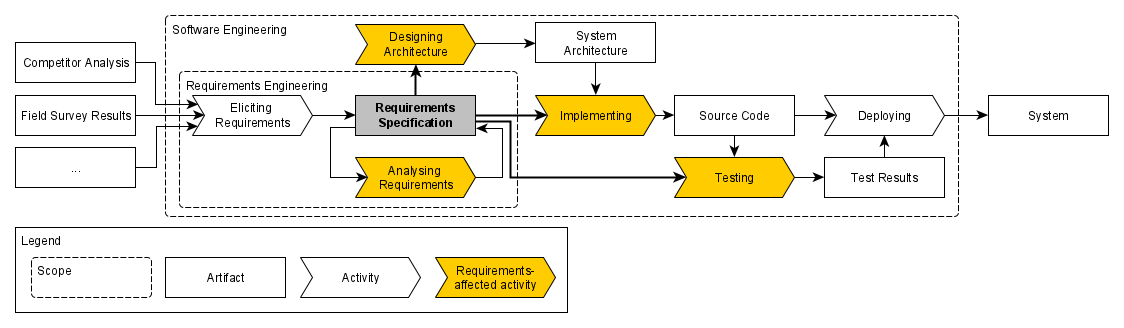 Software Engineering
Designing
Architecture
System
Architecture
Competitor Analysis
Requirements Engineering
Field Survey Results
Eliciting
Requirements
Requirements
Specification
Implementing
Source Code
Deploying
System
...
Analysing
Requirements
Testing
Test Results
Legend
Scope
Artifact
Activity
Requirements-
affected activity